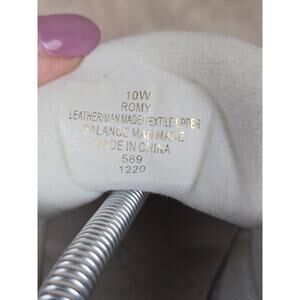 10W
ROMY
LEATHER/MAN MADE/TEXTILE UPPER
BALANCE MAN MADE
MADE IN CHINA
569
1220